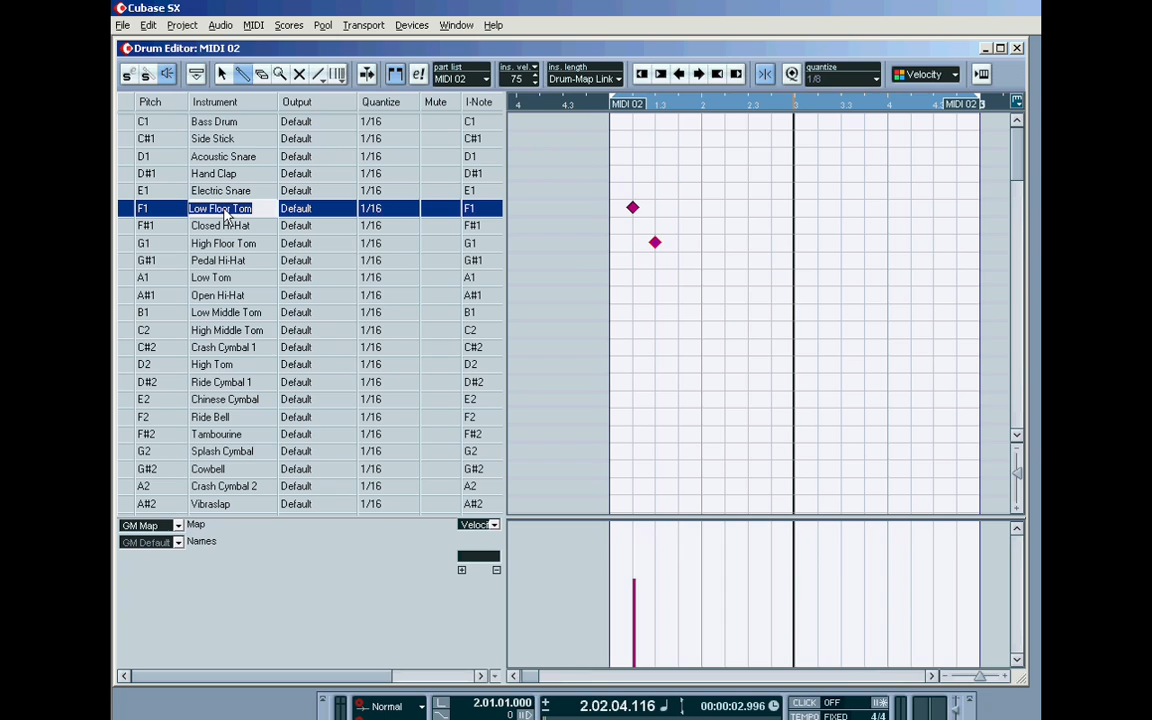 Cubase SX
File Edit Project Audio MIDI Scores Pool Transport Devices Window Help
Drum Editor: MIDI 02
part list ins. vel. ins. length quantize
MIDI 02 75 Drum-Map Link 1/8 Velocity
Pitch Instrument Output Quantize Mute I-Note
4 4.3 MIDI 02 1.3 2 2.3 3 3.3 4 MIDI 02
C1 Bass Drum Default 1/16 C1
C#1 Side Stick Default 1/16 C#1
D1 Acoustic Snare Default 1/16 D1
D#1 Hand Clap Default 1/16 D#1
E1 Electric Snare Default 1/16 E1
F1 Low Floor Tom Default 1/16 F1
F#1 Closed Hi-Hat Default 1/16 F#1
G1 High Floor Tom Default 1/16 G1
G#1 Pedal Hi-Hat Default 1/16 G#1
A1 Low Tom Default 1/16 A1
A#1 Open Hi-Hat Default 1/16 A#1
B1 Low Middle Tom Default 1/16 B1
C2 High Middle Tom Default 1/16 C2
C#2 Crash Cymbal 1 Default 1/16 C#2
D2 High Tom Default 1/16 D2
D#2 Ride Cymbal 1 Default 1/16 D#2
E2 Chinese Cymbal Default 1/16 E2
F2 Ride Bell Default 1/16 F2
F#2 Tambourine Default 1/16 F#2
G2 Splash Cymbal Default 1/16 G2
G#2 Cowbell Default 1/16 G#2
A2 Crash Cymbal 2 Default 1/16 A2
A#2 Vibraslap Default 1/16 A#2
GM Map Map Veloci
GM Default Names
Normal 2.01.01.000 2.02.04.116 00:00:02.996 CLICK OFF
0 TEMPO FIXED 4/4